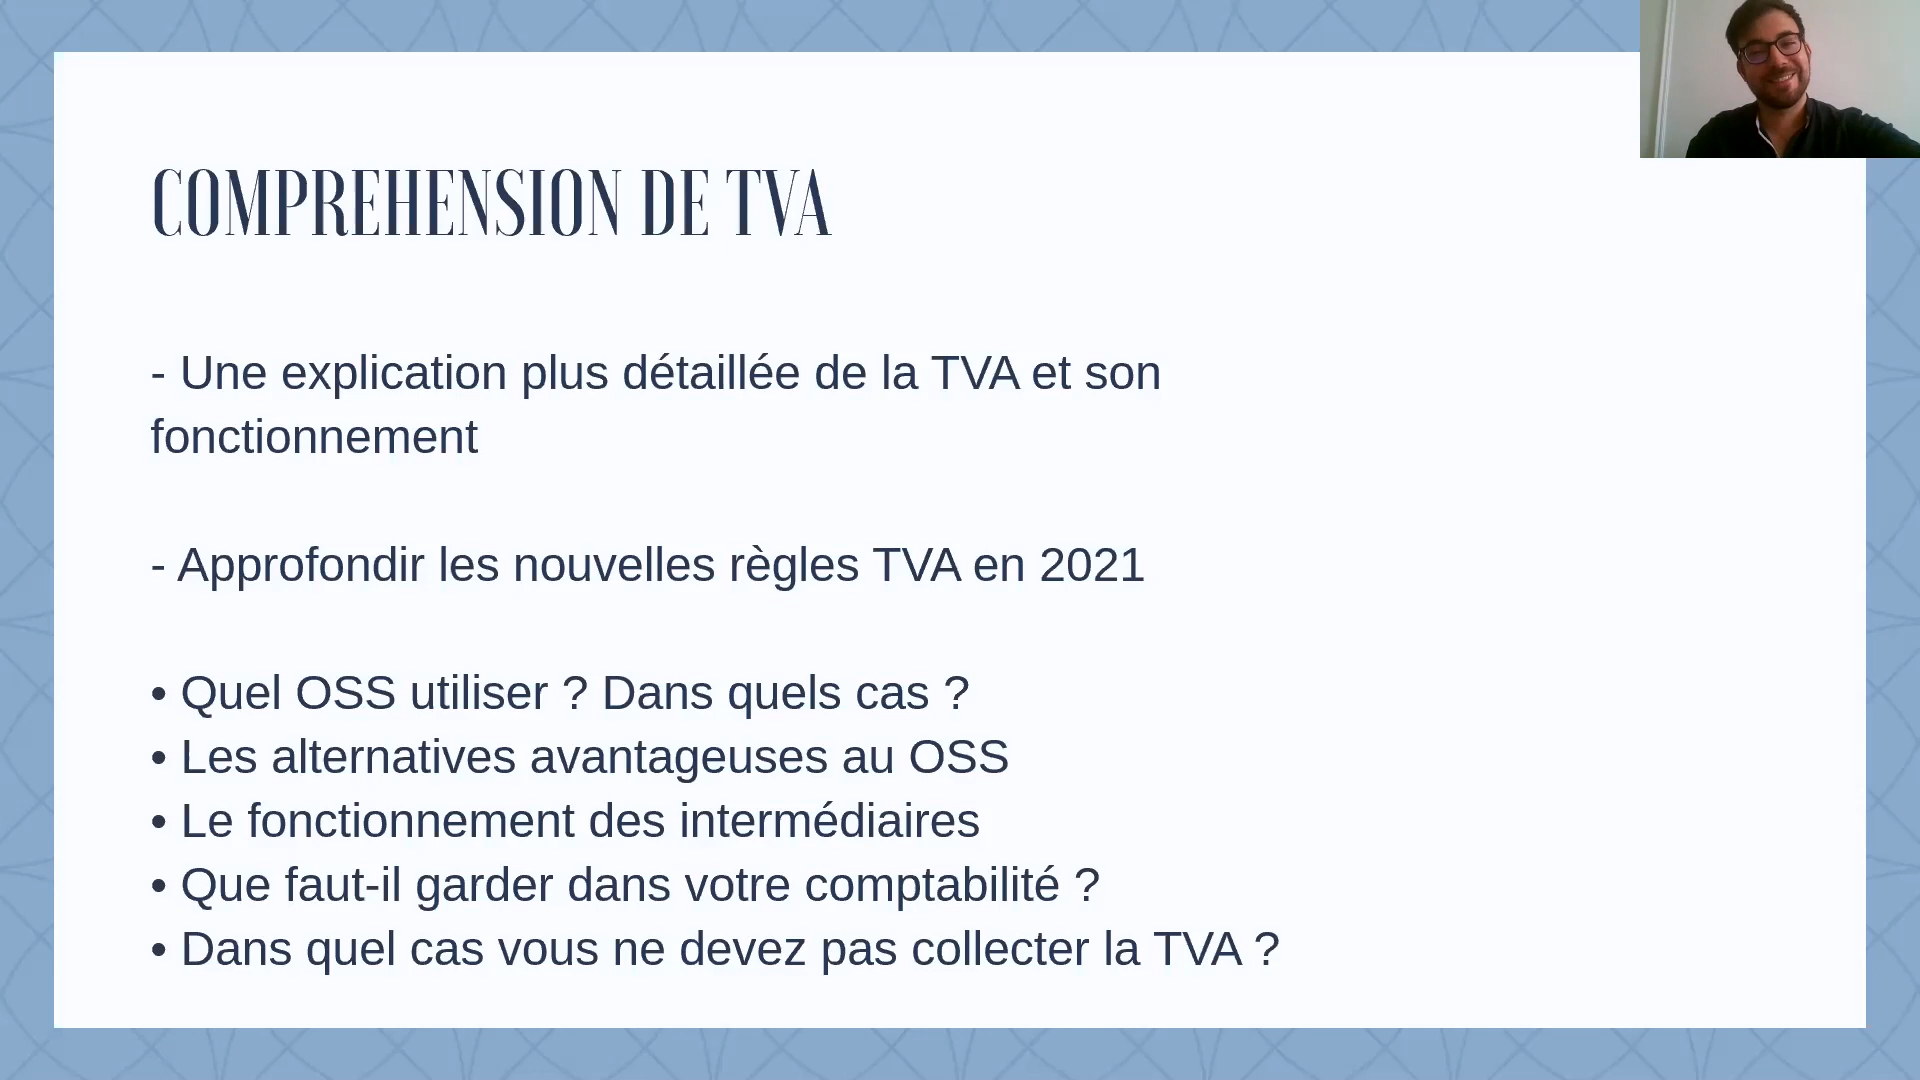 COMPREHENSION DE TVA
- Une explication plus détaillée de la TVA et son
fonctionnement
- Approfondir les nouvelles règles TVA en 2021
• Quel OSS utiliser ? Dans quels cas ?
• Les alternatives avantageuses au OSS
• Le fonctionnement des intermédiaires
• Que faut-il garder dans votre comptabilité ?
• Dans quel cas vous ne devez pas collecter la TVA ?